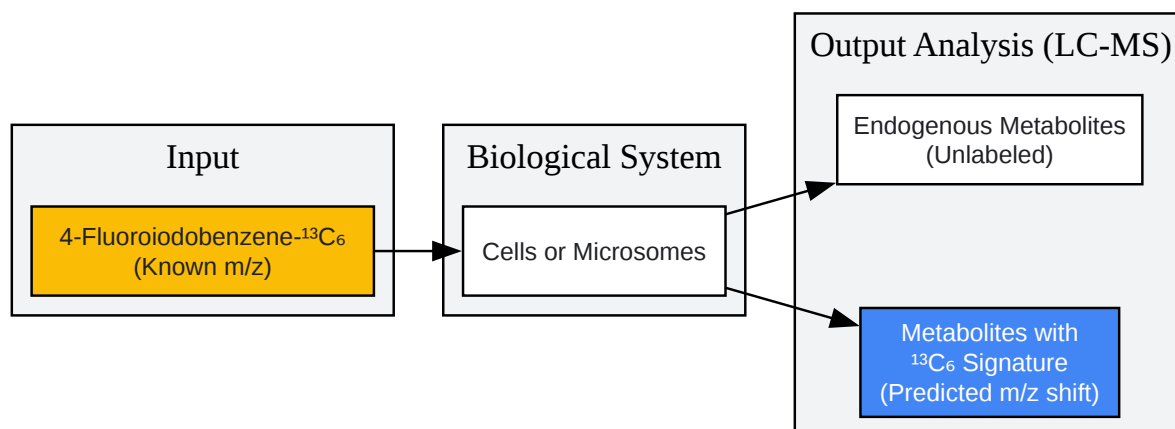 Input
4-Fluoroiodobenzene-¹³C₆
(Known m/z)
Biological System
Cells or Microsomes
Output Analysis (LC-MS)
Endogenous Metabolites
(Unlabeled)
Metabolites with
¹³C₆ Signature
(Predicted m/z shift)